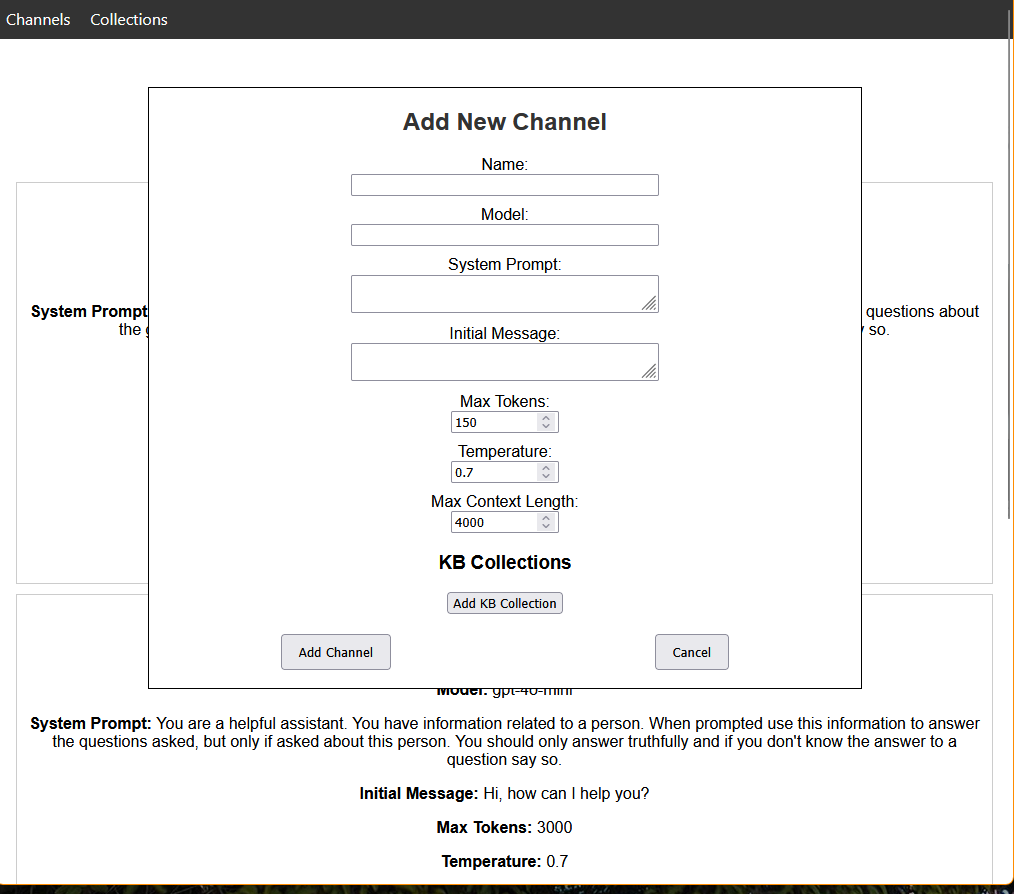 Channels Collections
Add New Channel
Name:
Model:
System Prompt:
Initial Message:
Max Tokens:
150
Temperature:
0.7
Max Context Length:
4000
KB Collections
Add KB Collection
Add Channel Cancel
System Prompt questions about
the so.
Model: gpt-4o-mini
System Prompt: You are a helpful assistant. You have information related to a person. When prompted use this information to answer
the questions asked, but only if asked about this person. You should only answer truthfully and if you don't know the answer to a
question say so.
Initial Message: Hi, how can I help you?
Max Tokens: 3000
Temperature: 0.7